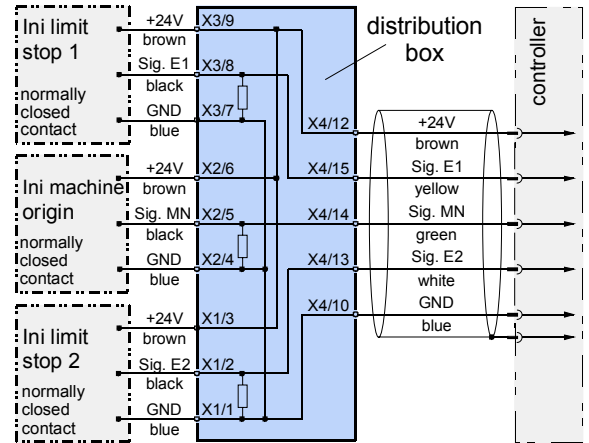 Ini limit
stop 1
normally
closed
contact
+24V
brown
Sig. E1
black
GND
blue
X3/9
X3/8
X3/7
Ini machine
origin
normally
closed
contact
+24V
brown
Sig. MN
black
GND
blue
X2/6
X2/5
X2/4
Ini limit
stop 2
normally
closed
contact
+24V
brown
Sig. E2
black
GND
blue
X1/3
X1/2
X1/1
distribution
box
X4/12
X4/15
X4/14
X4/13
X4/10
+24V
brown
Sig. E1
yellow
Sig. MN
green
Sig. E2
white
GND
blue
controller